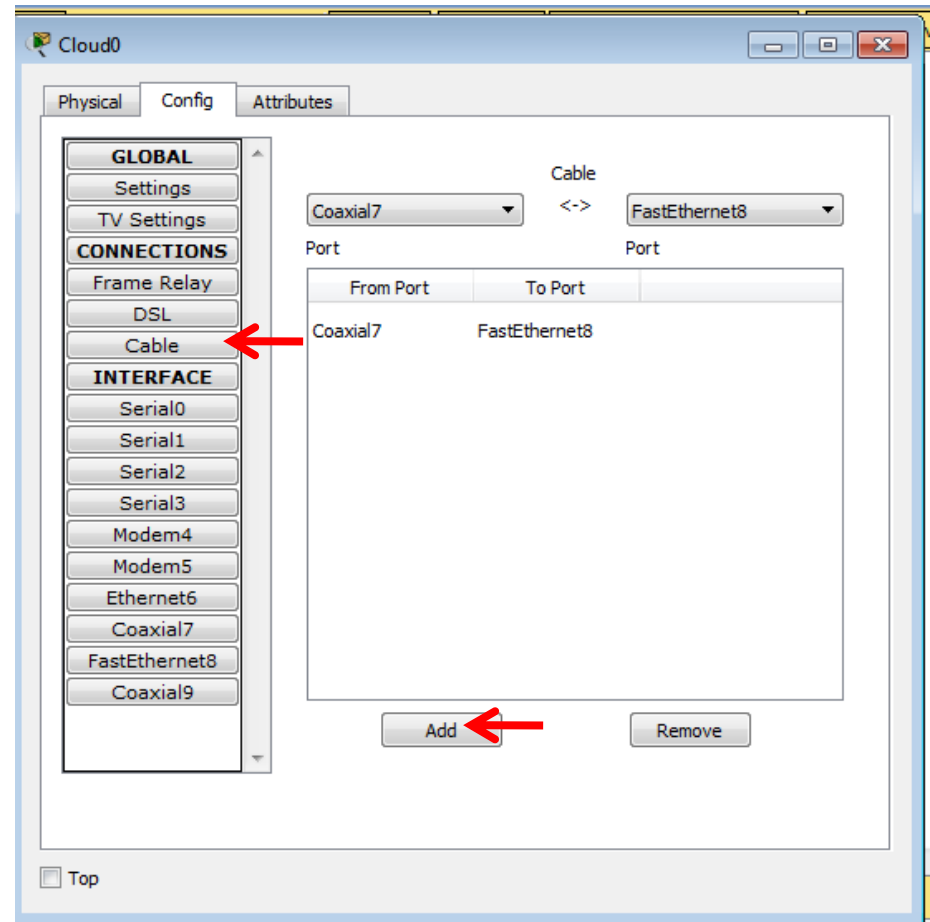 Cloud0
Physical Config Attributes
GLOBAL
Settings
TV Settings
CONNECTIONS
Frame Relay
DSL
Cable
INTERFACE
Serial0
Serial1
Serial2
Serial3
Modem4
Modem5
Ethernet6
Coaxial7
FastEthernet8
Coaxial9
Cable
Coaxial7 <-> FastEthernet8
Port Port
From Port To Port
Coaxial7 FastEthernet8
Add Remove
Top